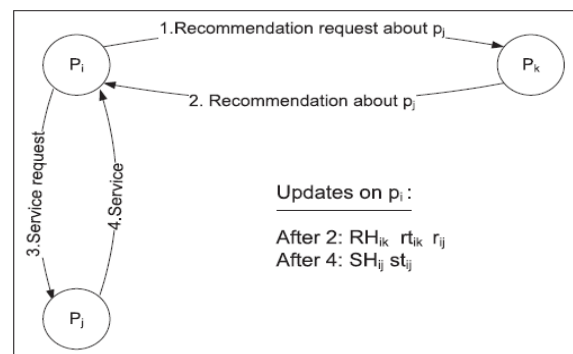 1.Recommendation request about pj
Pi
Pk
2. Recommendation about pj
3.Service request
4.Service
Updates on pi :
After 2: RHik rtik rij
After 4: SHij stij
Pj